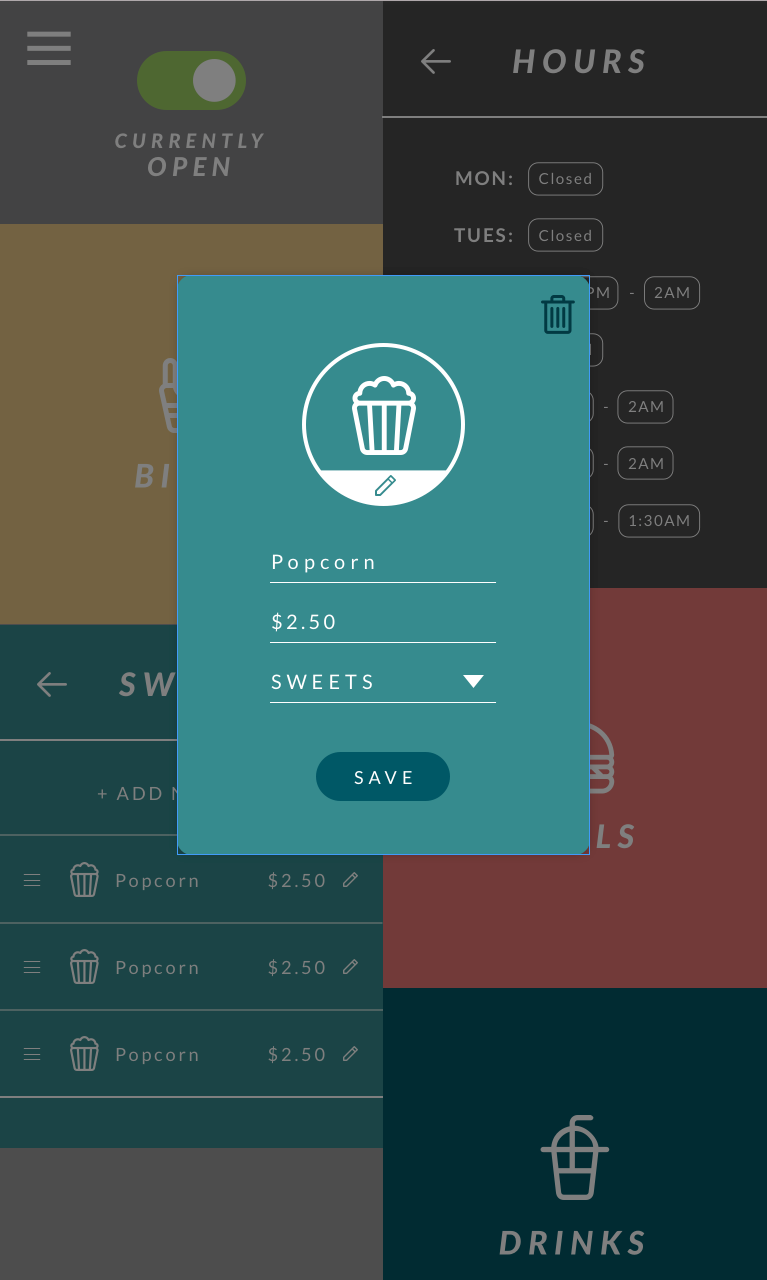 CURRENTLY
OPEN
HOURS
MON: Closed
TUES: Closed
PM - 2AM
- 2AM
- 2AM
- 1:30AM
BI
SW
+ ADD N
Popcorn $2.50
Popcorn $2.50
Popcorn $2.50
Popcorn
$2.50
SWEETS
SAVE
LS
DRINKS